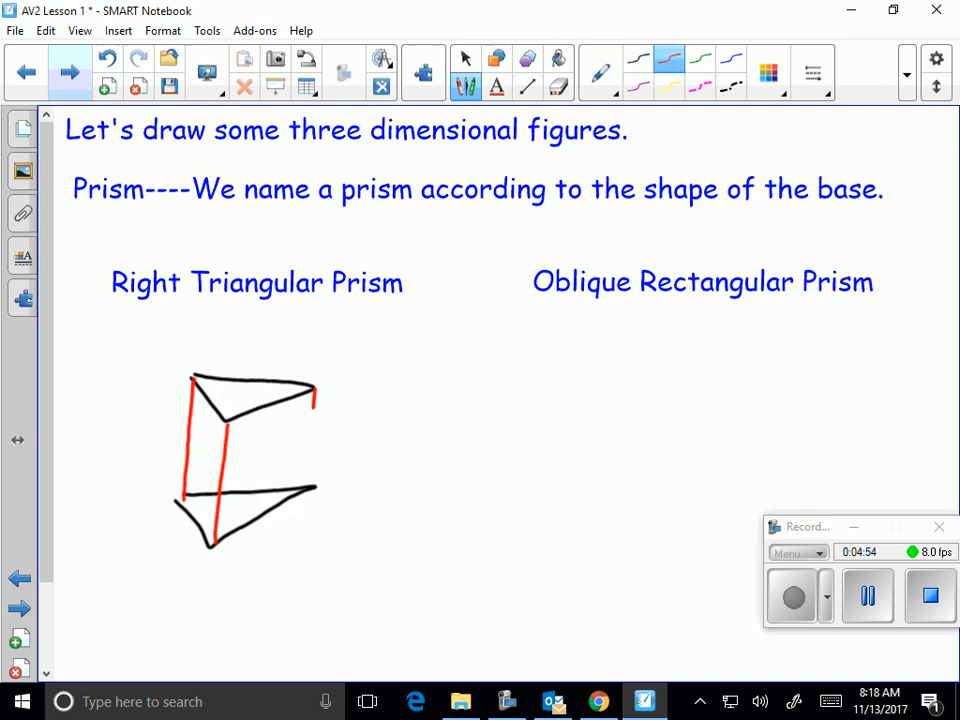 AV2 Lesson 1 * - SMART Notebook
File Edit View Insert Format Tools Add-ons Help
Let's draw some three dimensional figures.
Prism----We name a prism according to the shape of the base.
Right Triangular Prism
Oblique Rectangular Prism
Record...
Menu 0:04:54 8.0 fps
Type here to search
8:18 AM
11/13/2017
1